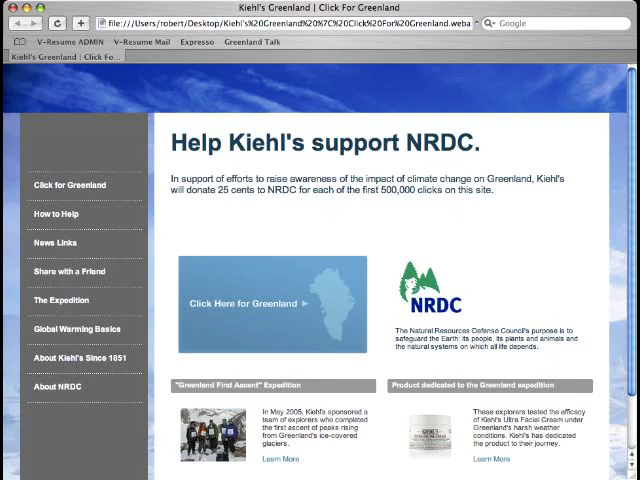 Kiehl's Greenland | Click For Greenland
file:///Users/robert/Desktop/Kiehl's%20Greenland%20%7C%20Click%20For%20Greenland.weba
Google
V-Resume ADMIN V-Resume Mail Expresso Greenland Talk
Kiehl's Greenland | Click Fo...
Help Kiehl's support NRDC.
In support of efforts to raise awareness of the impact of climate change on Greenland, Kiehl's
will donate 25 cents to NRDC for each of the first 500,000 clicks on this site.
Click for Greenland
How to Help
News Links
Share with a Friend
The Expedition
Global Warming Basics
About Kiehl's Since 1851
About NRDC
Click Here for Greenland
NRDC
The Natural Resources Defense Council's purpose is to
safeguard the Earth: its people, its plants and animals and
the natural systems on which all life depends.
"Greenland First Ascent" Expedition
In May 2005, Kiehl's sponsored a
team of explorers who completed
the first ascent of peaks rising
from Greenland's ice-covered
glaciers.
Learn More
Product dedicated to the Greenland expedition
These explorers tested the efficacy
of Kiehl's Ultra Facial Cream under
Greenland's harsh weather
conditions. Kiehl's has dedicated
the product to their journey.
Learn More